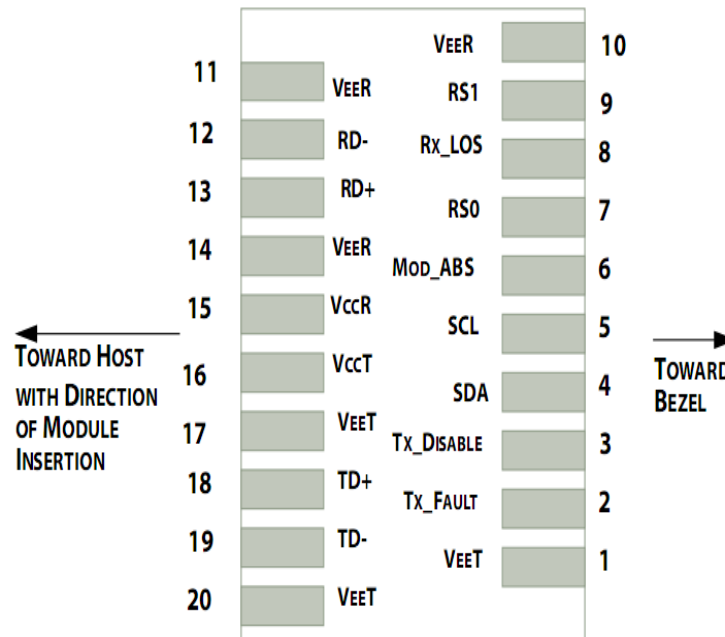 VEER 10
11 VEER
RS1 9
12 RD-
RX_LOS 8
13 RD+
RS0 7
14 VEER
MOD_ABS 6
15 VCCR
SCL 5
TOWARD HOST
WITH DIRECTION
OF MODULE
INSERTION
TOWARD
BEZEL
16 VCCT
SDA 4
17 VEET
TX_DISABLE 3
18 TD+
TX_FAULT 2
19 TD-
VEET 1
20 VEET